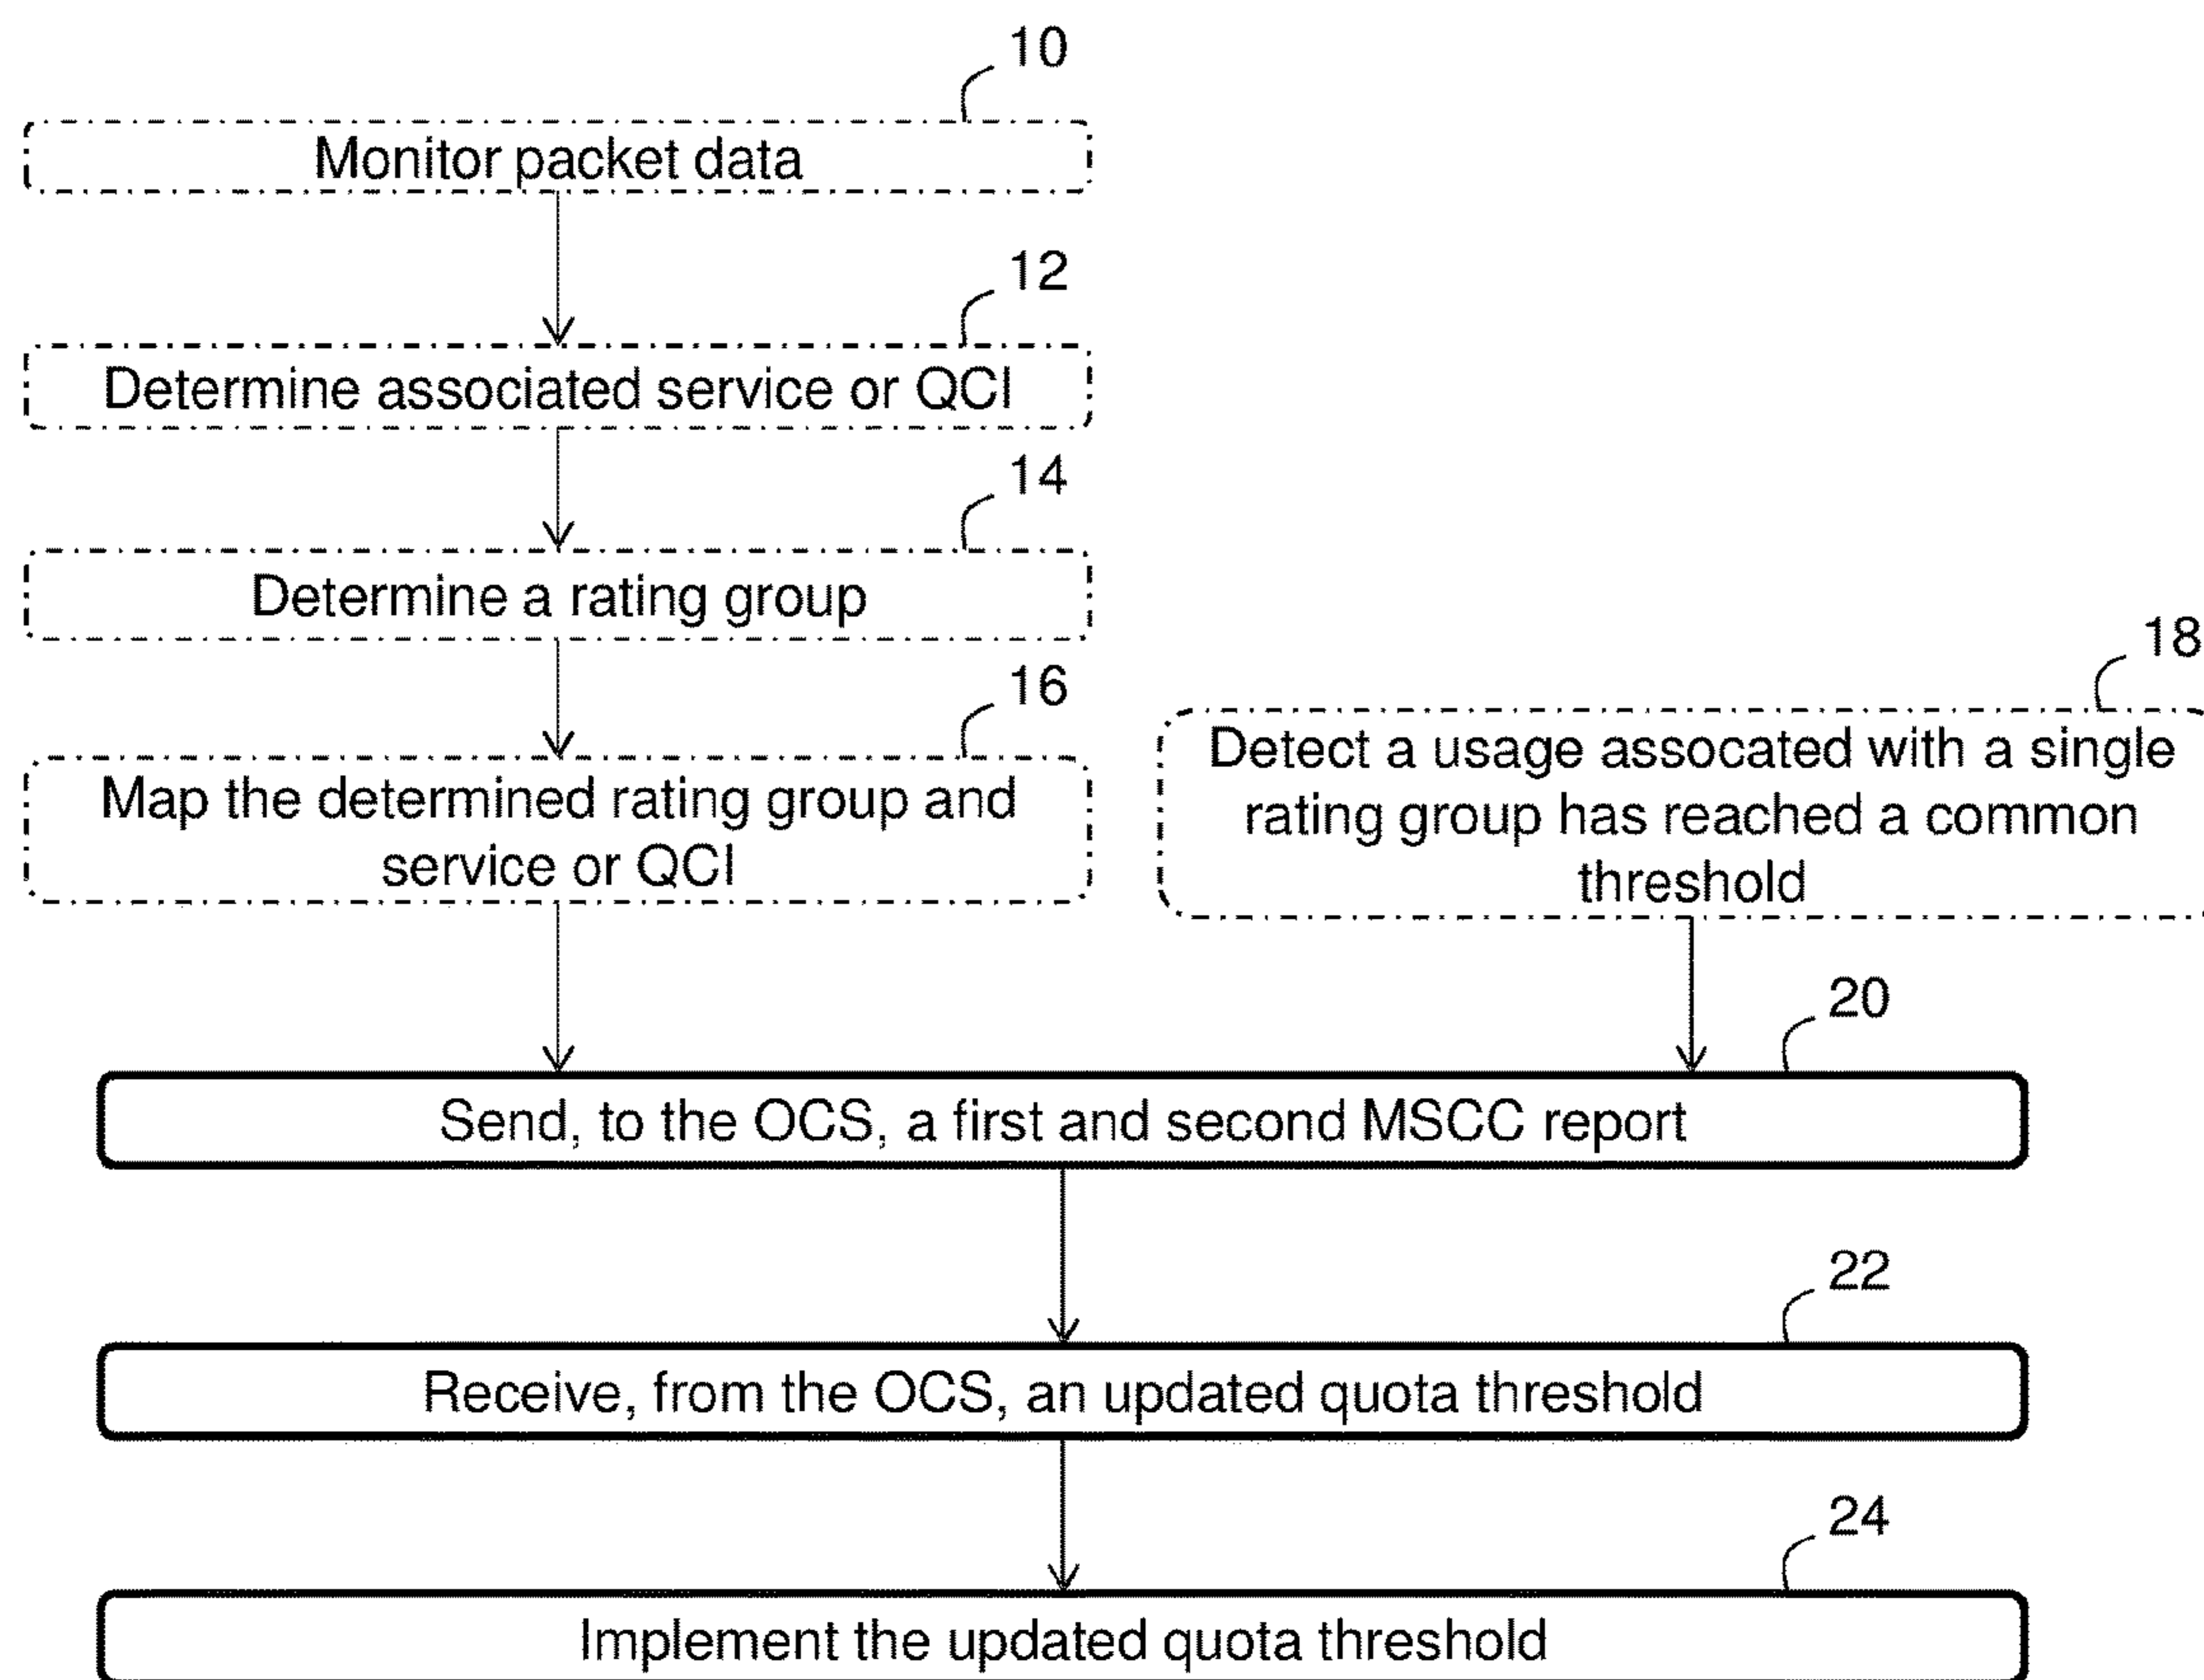 10
Monitor packet data
12
Determine associated service or QCI
14
Determine a rating group
16
Map the determined rating group and
service or QCI
18
Detect a usage assocated with a single
rating group has reached a common
threshold
20
Send, to the OCS, a first and second MSCC report
22
Receive, from the OCS, an updated quota threshold
24
Implement the updated quota threshold